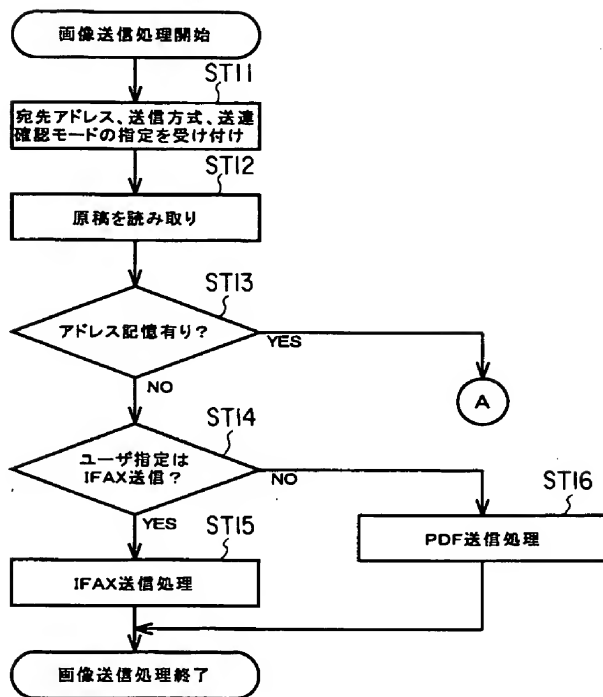 画像送信処理開始
ST11
宛先アドレス、送信方式、送達
確認モードの指定を受け付け
ST12
原稿を読み取り
ST13
アドレス記憶有り?
YES
NO
A
ST14
ユーザ指定は
IFAX送信?
NO
YES
ST16
PDF送信処理
ST15
IFAX送信処理
画像送信処理終了